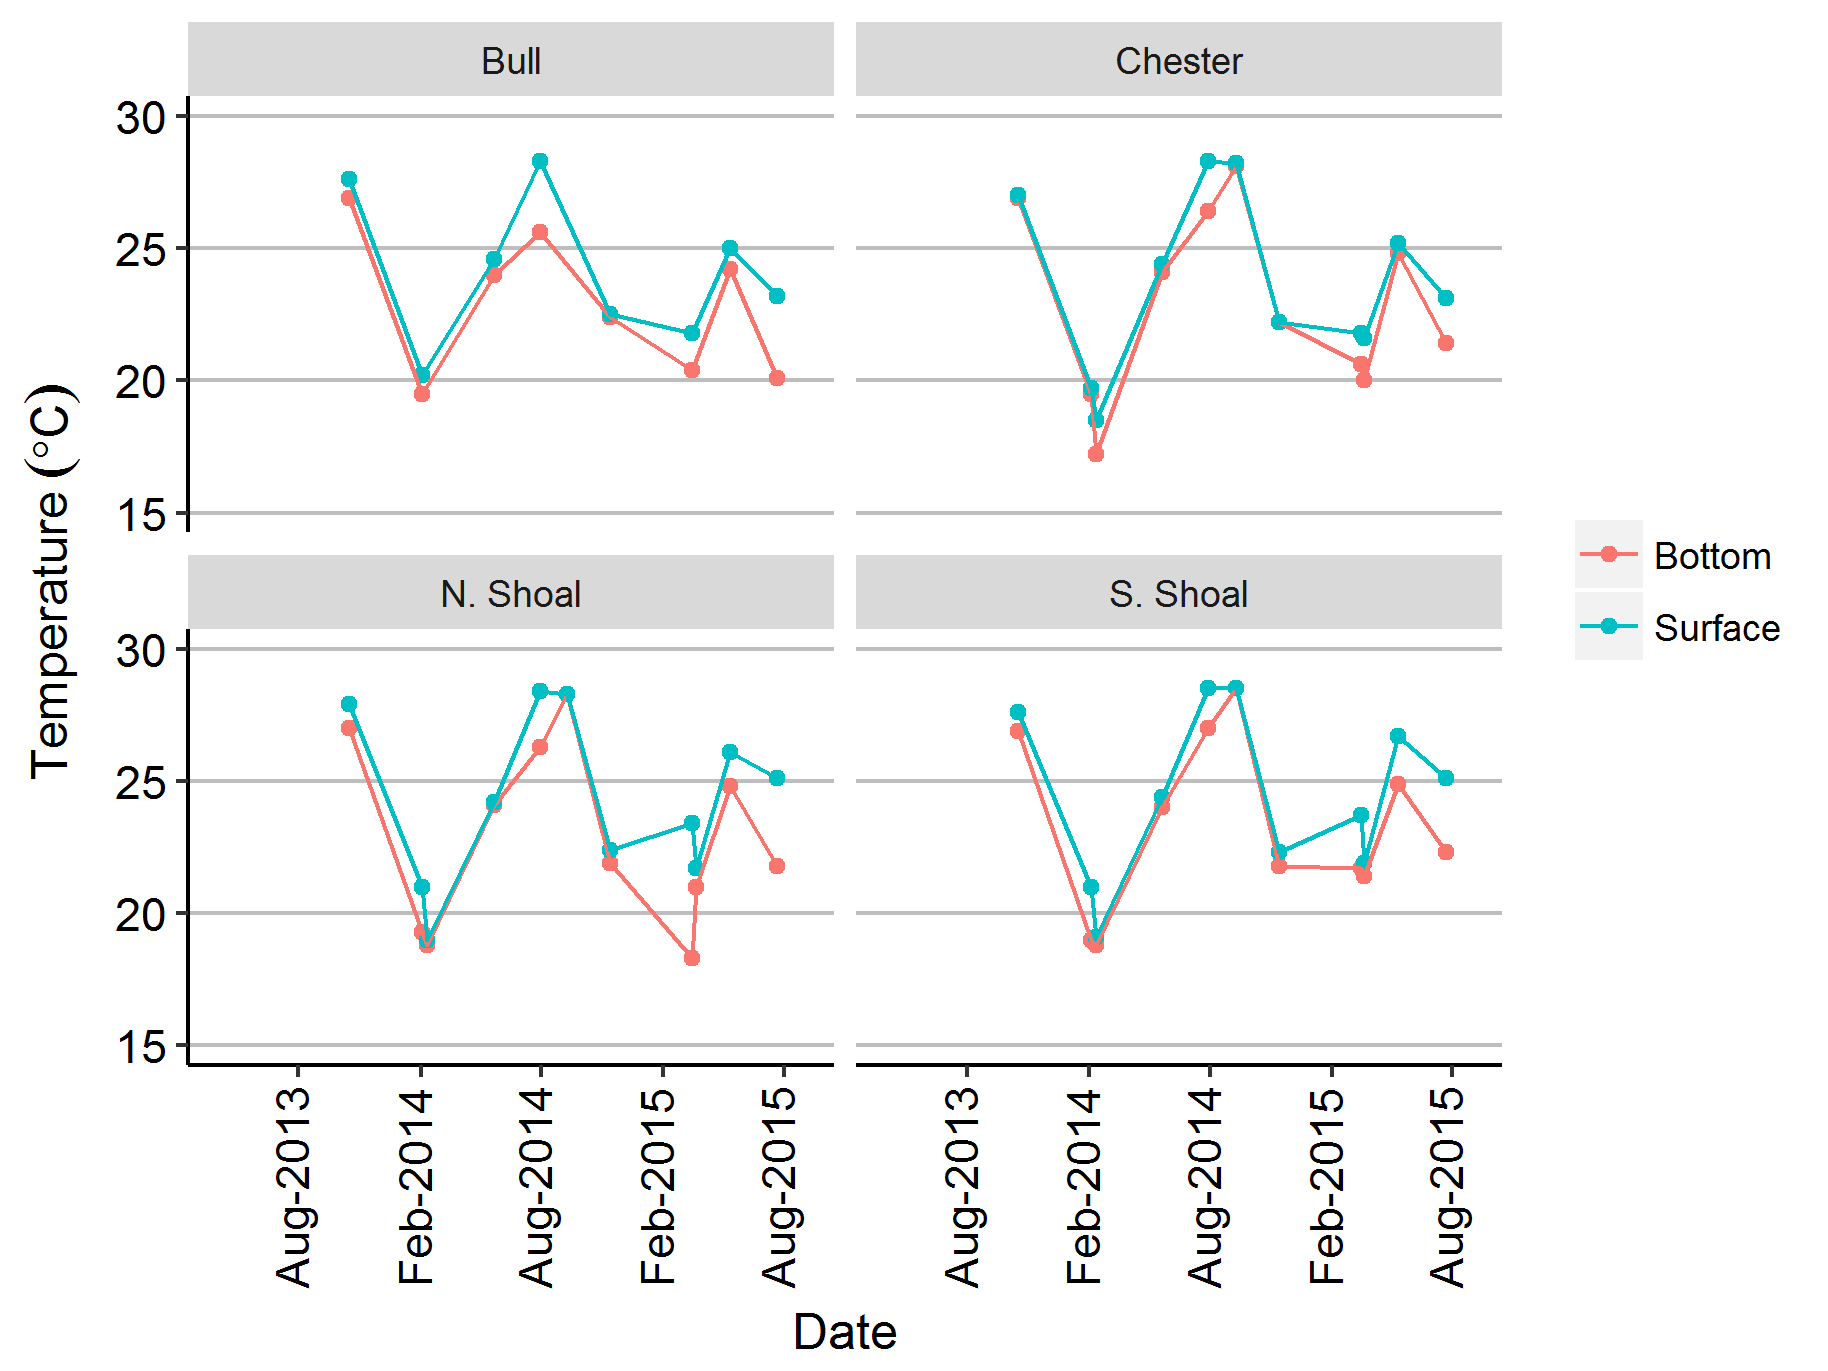 Bull
Chester
30
25
20
15
N. Shoal
S. Shoal
30
25
20
15
Temperature (°C)
Aug-2013
Feb-2014
Aug-2014
Feb-2015
Aug-2015
Aug-2013
Feb-2014
Aug-2014
Feb-2015
Aug-2015
Date
Bottom
Surface